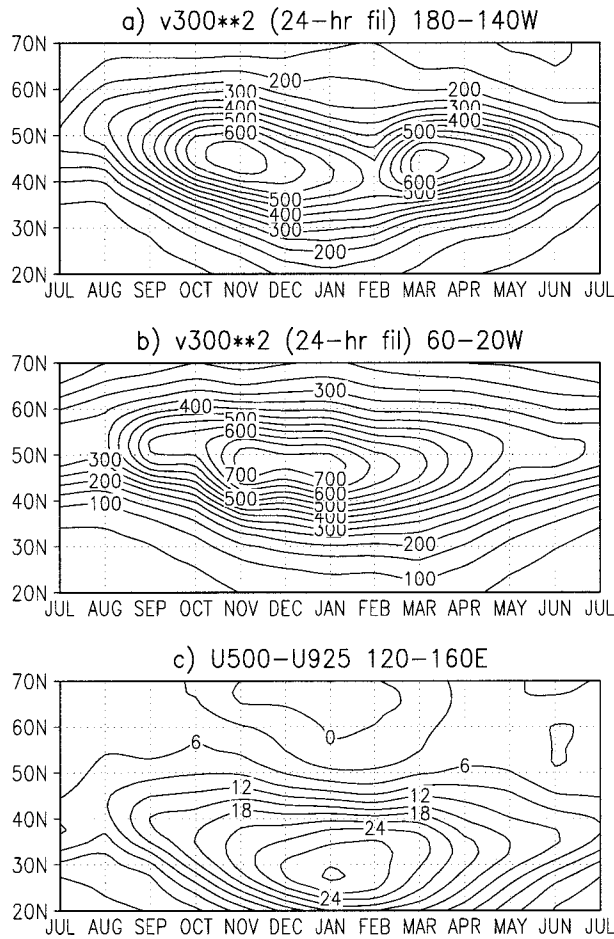 a) v300**2 (24-hr fil) 180-140W
70N
60N
50N
40N
30N
20N
200
200
300
300
400
400
500
500
600
600
500
300
400
300
200
200
JUL AUG SEP OCT NOV DEC JAN FEB MAR APR MAY JUN JUL
b) v300**2 (24-hr fil) 60-20W
70N
60N
50N
40N
30N
20N
300
400
500
600
300
700
700
200
500
600
500
100
400
300
200
100
JUL AUG SEP OCT NOV DEC JAN FEB MAR APR MAY JUN JUL
c) U500-U925 120-160E
70N
60N
50N
40N
30N
20N
0
6
6
12
12
18
18
24
24
JUL AUG SEP OCT NOV DEC JAN FEB MAR APR MAY JUN JUL